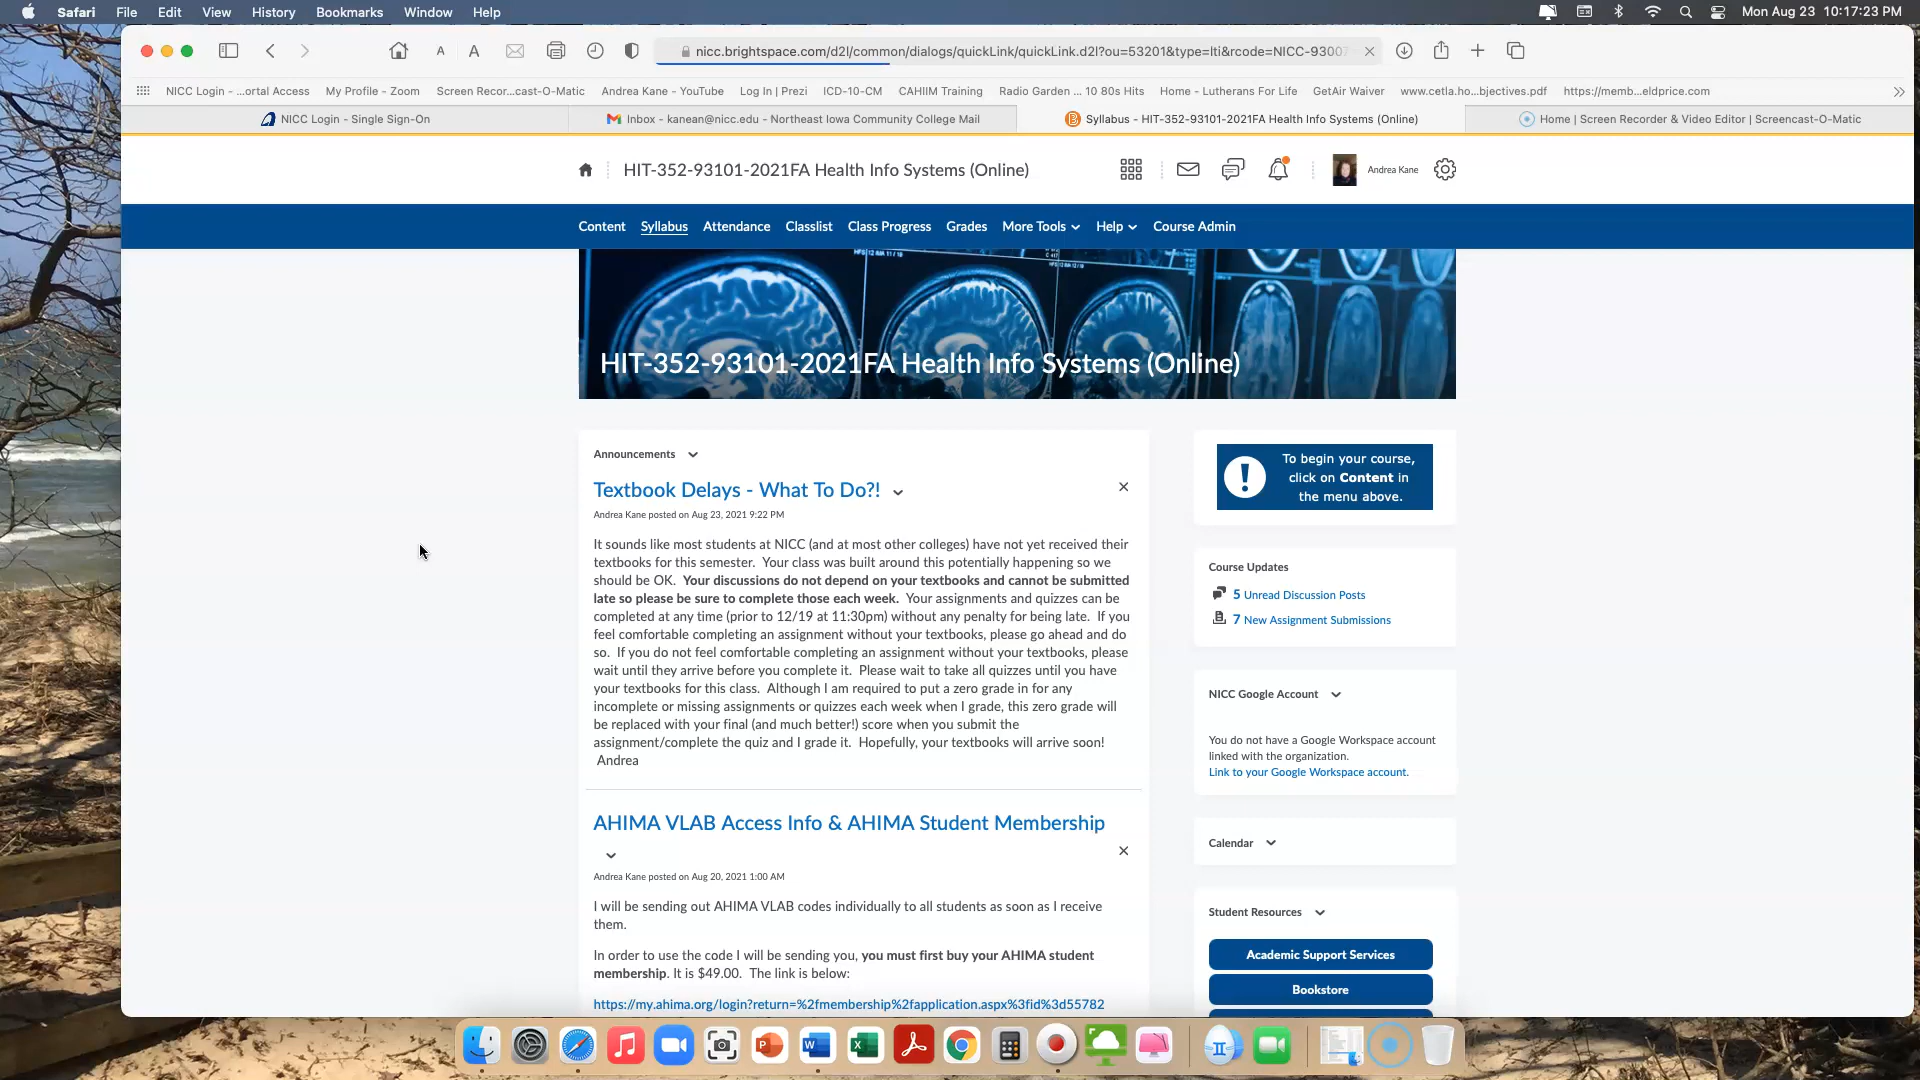 Safari File Edit View History Bookmarks Window Help Mon Aug 23 10:17:23 PM
A A nicc.brightspace.com/d2l/common/dialogs/quickLink/quickLink.d2l?ou=53201&type=lti&rcode=NICC-93007
NICC Login - ...ortal Access My Profile - Zoom Screen Recor...cast-O-Matic Andrea Kane - YouTube Log In | Prezi ICD-10-CM CAHIIM Training Radio Garden ... 10 80s Hits Home - Lutherans For Life GetAir Waiver www.cetla.ho...bjectives.pdf https://memb...eldprice.com
NICC Login - Single Sign-On Inbox - kanean@nicc.edu - Northeast Iowa Community College Mail Syllabus - HIT-352-93101-2021FA Health Info Systems (Online) Home | Screen Recorder & Video Editor | Screencast-O-Matic
HIT-352-93101-2021FA Health Info Systems (Online) Andrea Kane
Content Syllabus Attendance Classlist Class Progress Grades More Tools Help Course Admin
HIT-352-93101-2021FA Health Info Systems (Online)
Announcements
Textbook Delays - What To Do?!
Andrea Kane posted on Aug 23, 2021 9:22 PM
It sounds like most students at NICC (and at most other colleges) have not yet received their
textbooks for this semester. Your class was built around this potentially happening so we
should be OK. Your discussions do not depend on your textbooks and cannot be submitted
late so please be sure to complete those each week. Your assignments and quizzes can be
completed at any time (prior to 12/19 at 11:30pm) without any penalty for being late. If you
feel comfortable completing an assignment without your textbooks, please go ahead and do
so. If you do not feel comfortable completing an assignment without your textbooks, please
wait until they arrive before you complete it. Please wait to take all quizzes until you have
your textbooks for this class. Although I am required to put a zero grade in for any
incomplete or missing assignments or quizzes each week when I grade, this zero grade will
be replaced with your final (and much better!) score when you submit the
assignment/complete the quiz and I grade it. Hopefully, your textbooks will arrive soon!
Andrea
AHIMA VLAB Access Info & AHIMA Student Membership
Andrea Kane posted on Aug 20, 2021 1:00 AM
I will be sending out AHIMA VLAB codes individually to all students as soon as I receive
them.
In order to use the code I will be sending you, you must first buy your AHIMA student
membership. It is $49.00. The link is below:
https://my.ahima.org/login?return=%2fmembership%2fapplication.aspx%3fid%3d55782
To begin your course,
click on Content in
the menu above.
Course Updates
5 Unread Discussion Posts
7 New Assignment Submissions
NICC Google Account
You do not have a Google Workspace account
linked with the organization.
Link to your Google Workspace account.
Calendar
Student Resources
Academic Support Services
Bookstore